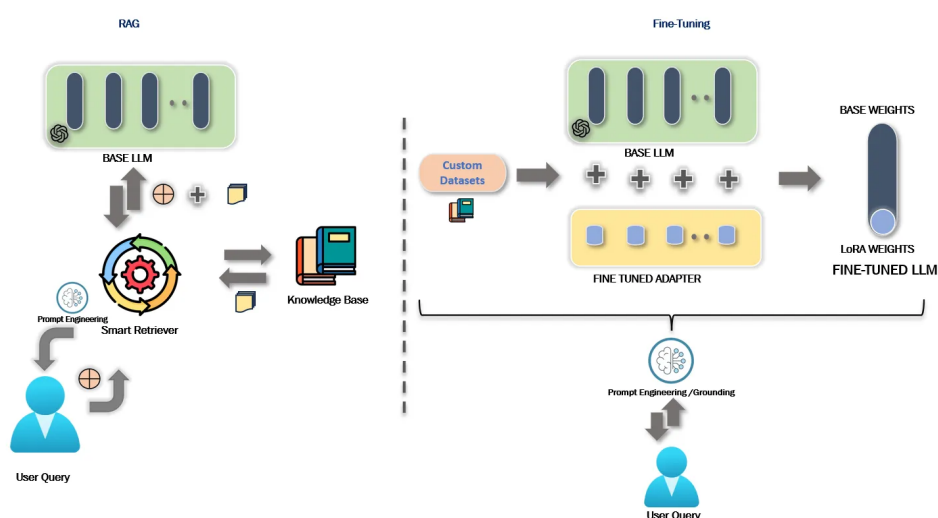 RAG
BASE LLM
Knowledge Base
Prompt Engineering
Smart Retriever
User Query
Fine-Tuning
Custom
Datasets
BASE LLM
FINE TUNED ADAPTER
BASE WEIGHTS
LoRA WEIGHTS
FINE-TUNED LLM
Prompt Engineering /Grounding
User Query